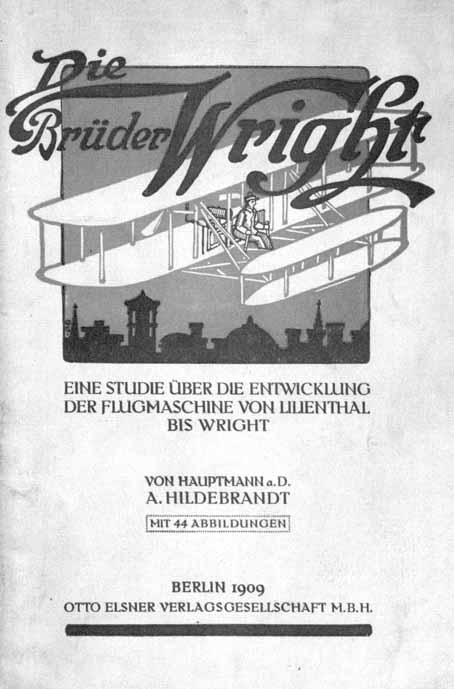 Die
Brüder Wright
EINE STUDIE ÜBER DIE ENTWICKLUNG
DER FLUGMASCHINE VON LILIENTHAL
BIS WRIGHT
VON HAUPTMANN a.D.
A. HILDEBRANDT
MIT 44 ABBILDUNGEN
BERLIN 1909
OTTO ELSNER VERLAGSGESELLSCHAFT M.B.H.